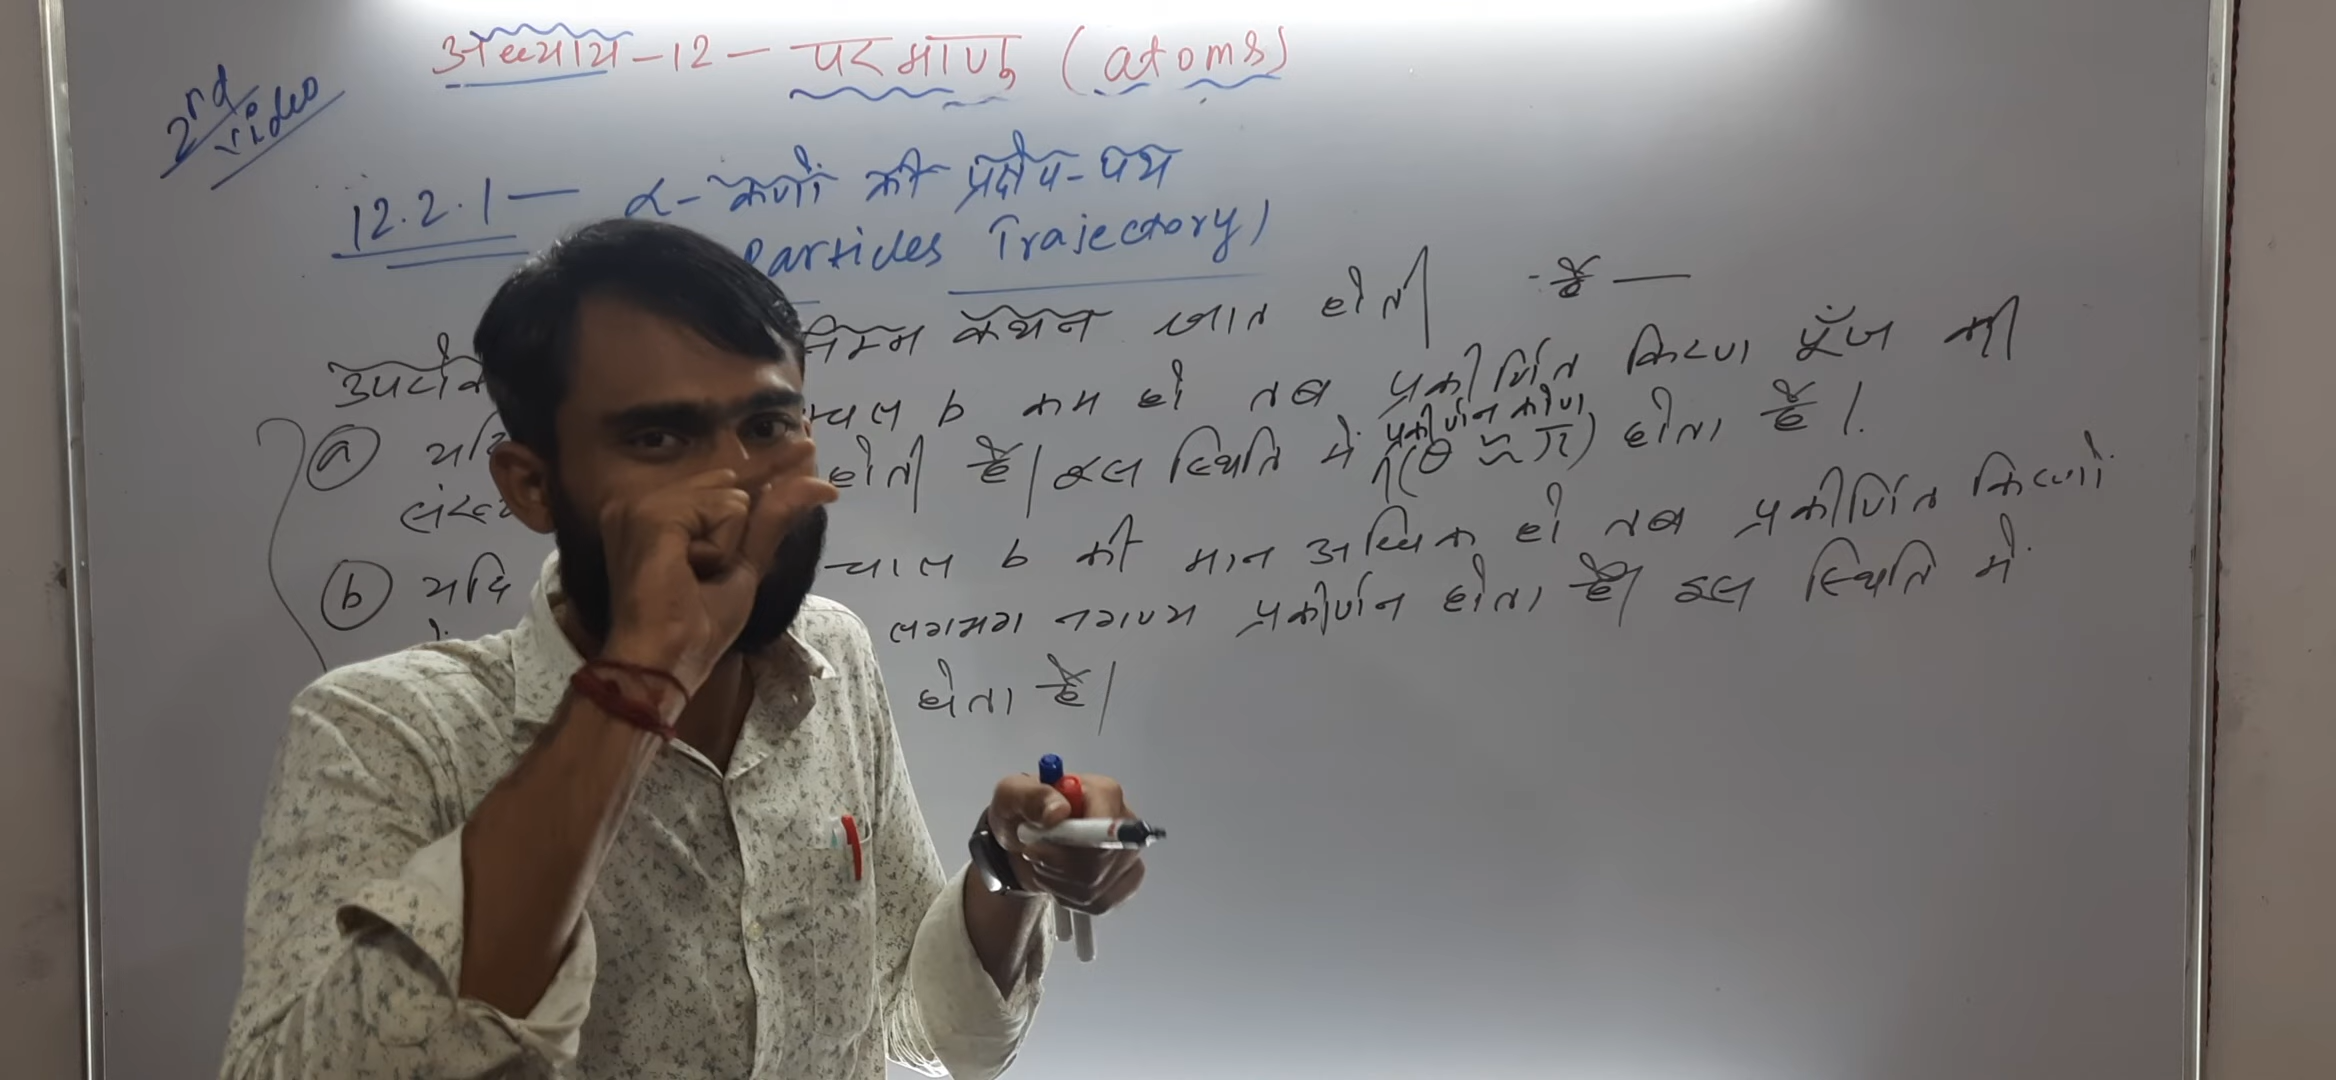 2nd video
अध्याय-12- परमाणु (atoms)
12.2.1— α-कणों की प्रक्षेप-पथ
Particles Trajectory)
निम्न कथन ज्ञात होती है —
(a) यदि b कम हो तब प्रकीर्णित किरण पुँज की
प्रकीर्णन कोण
होती है। इस स्थिति में (θ ≈ π) होता है।
(b) यदि b की मान अधिक हो तब प्रकीर्णित किरणों
लगभग नगण्य प्रकीर्णन होता है। इस स्थिति में
होता है।